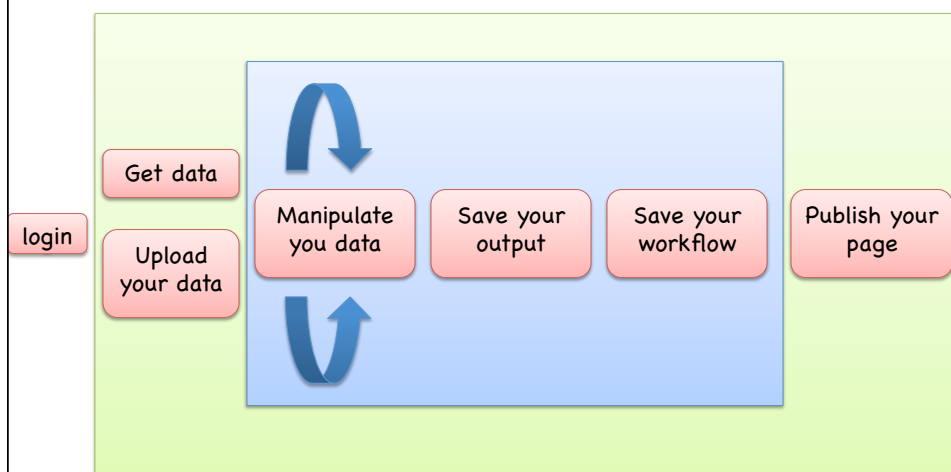 login
Get data
Upload
your data
Manipulate
you data
Save your
output
Save your
workflow
Publish your
page